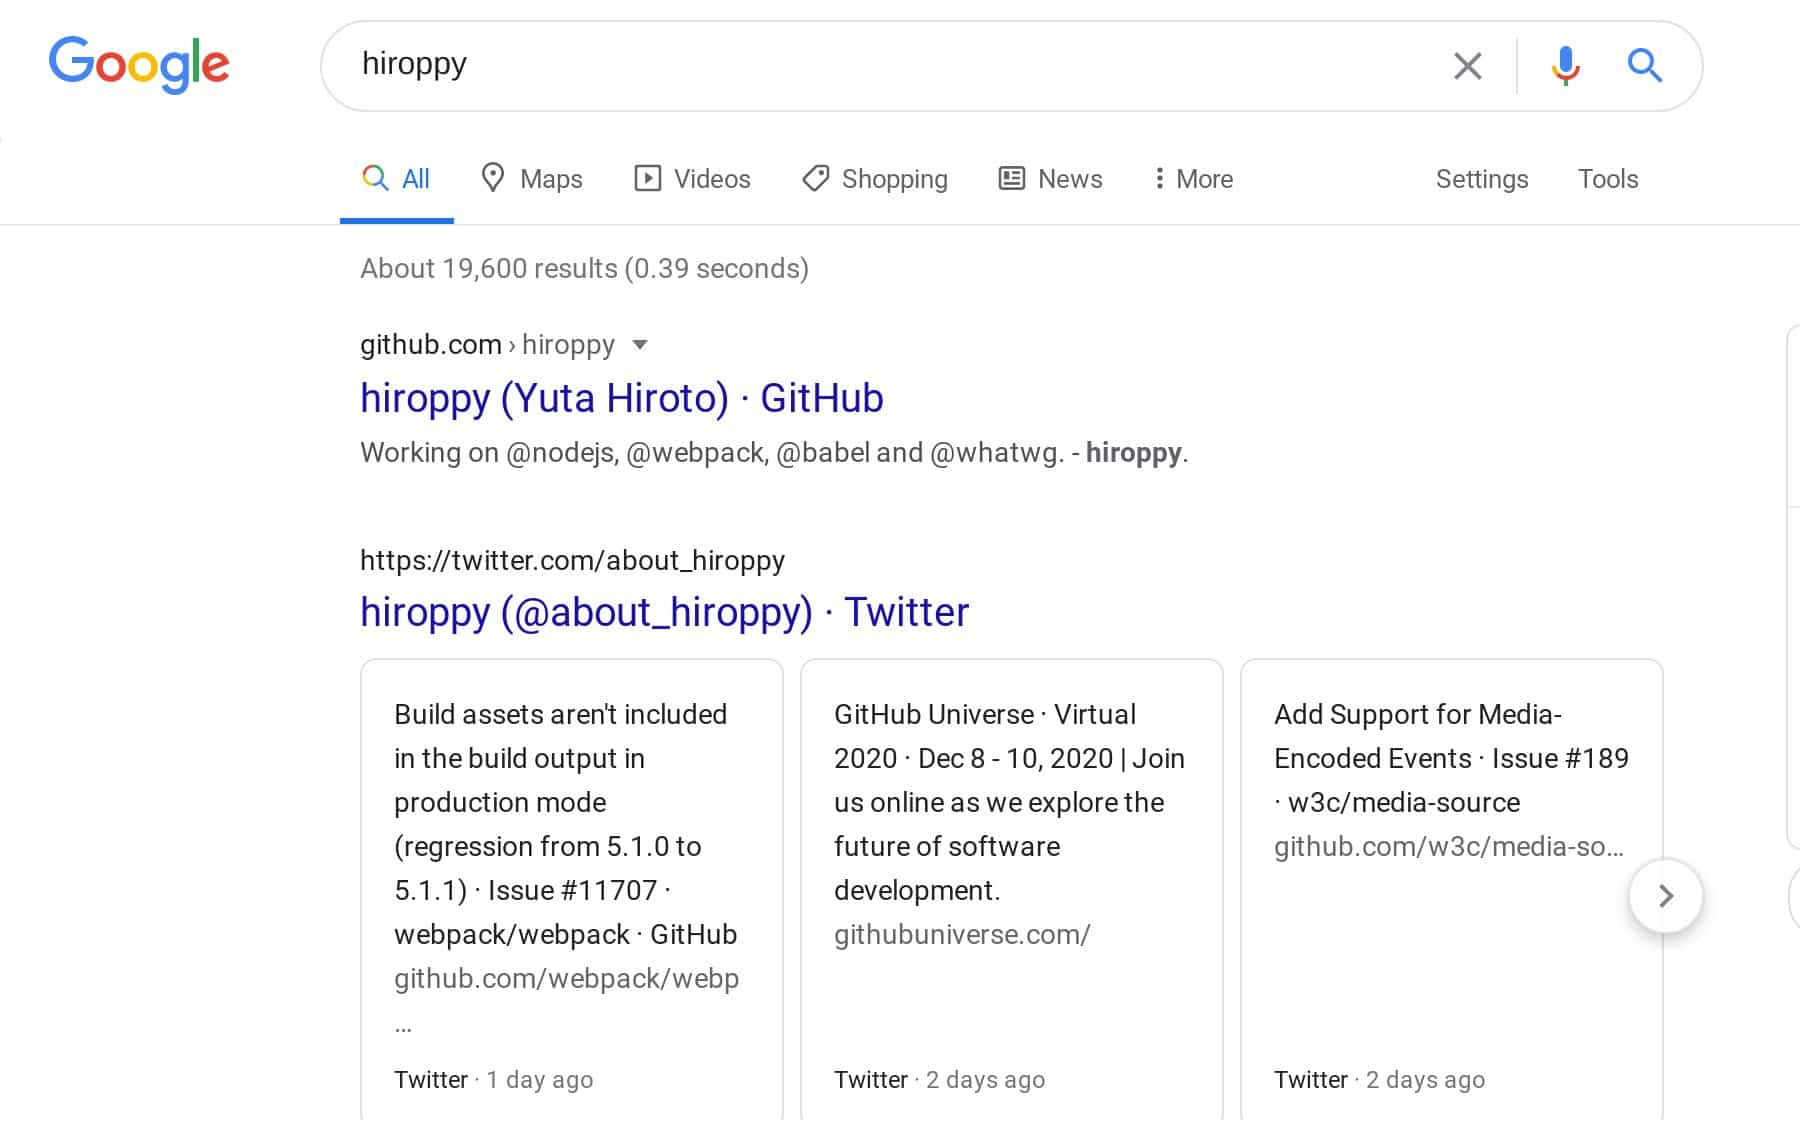 Google
hiroppy
All Maps Videos Shopping News More Settings Tools
About 19,600 results (0.39 seconds)
github.com › hiroppy
hiroppy (Yuta Hiroto) · GitHub
Working on @nodejs, @webpack, @babel and @whatwg. - hiroppy.
https://twitter.com/about_hiroppy
hiroppy (@about_hiroppy) · Twitter
Build assets aren't included
in the build output in
production mode
(regression from 5.1.0 to
5.1.1) · Issue #11707 ·
webpack/webpack · GitHub
github.com/webpack/webp
...
Twitter · 1 day ago
GitHub Universe · Virtual
2020 · Dec 8 - 10, 2020 | Join
us online as we explore the
future of software
development.
githubuniverse.com/
Twitter · 2 days ago
Add Support for Media-
Encoded Events · Issue #189
· w3c/media-source
github.com/w3c/media-so...
Twitter · 2 days ago